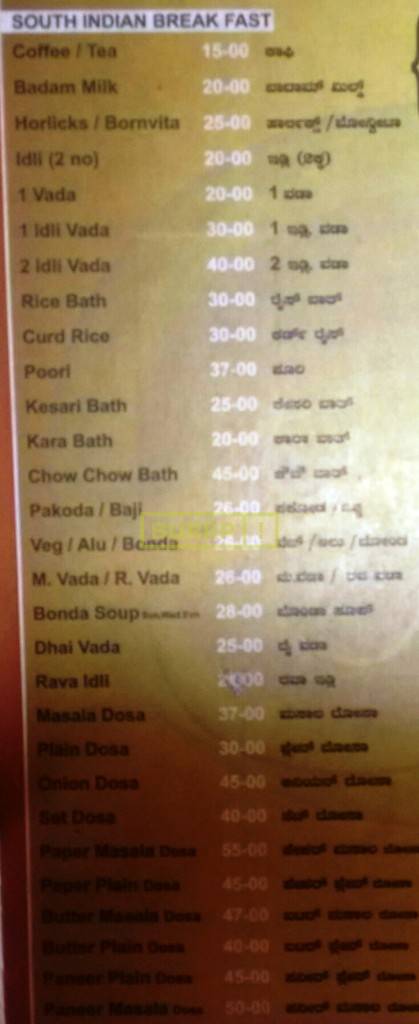 SOUTH INDIAN BREAK FAST
Coffee / Tea 15-00 ಕಾಫಿ
Badam Milk 20-00 ಬಾದಾಮ್ ಮಿಲ್ಕ್
Horlicks / Bornvita 25-00 ಹಾರ್ಲಿಕ್ಸ್ /
Idli (2 no) 20-00 ಇಡ್ಲಿ
1 Vada 20-00 1 ವಡಾ
1 Idli Vada 30-00 1 ಇಡ್ಲಿ, ವಡಾ
2 Idli Vada 40-00 2 ಇಡ್ಲಿ, ವಡಾ
Rice Bath 30-00 ರೈಸ್ ಬಾತ್
Curd Rice 30-00 ಕರ್ಡ್ ರೈಸ್
Poori 37-00 ಪೂರಿ
Kesari Bath 25-00 ಕೇಸರಿ ಬಾತ್
Kara Bath 20-00 ಕಾರಾ ಬಾತ್
Chow Chow Bath 45-00 ಚೌಚೌ ಬಾತ್
Pakoda / Baji 26-00 ಪಕೋಡ /
Veg / Alu / Bonda 26-00 ವೆಜ್ /ಆಲು /ಬೋಂಡ
M. Vada / R. Vada 26-00 ಮ.ವಡಾ / ರವ ವಡಾ
Bonda Soup 28-00 ಬೋಂಡಾ ಸೂಪ್
Dhai Vada 25-00 ದೈ ವಡಾ
Rava Idli ರವಾ ಇಡ್ಲಿ
Masala Dosa 37-00 ಮಸಾಲ ದೋಸಾ
Plain Dosa 30-00 ಪ್ಲೇನ್ ದೋಸಾ
Onion Dosa 45-00 ಆನಿಯನ್ ದೋಸಾ
Set Dosa 40-00 ಸೆಟ್ ದೋಸಾ
Paper Masala Dosa 55-00 ಪೇಪರ್ ಮಸಾಲ
Paper Plain Dosa 45-00 ಪೇಪರ್ ಪ್ಲೇನ್ ದೋಸಾ
Butter Masala Dosa 47-00 ಬಟರ್ ಮಸಾಲ ದೋಸಾ
Butter Plain Dosa 40-00 ಬಟರ್ ಪ್ಲೇನ್ ದೋಸಾ
Paneer Plain Dosa 45-00 ಪನೀರ್ ಪ್ಲೇನ್ ದೋಸಾ
Paneer Masala Dosa 50-00 ಪನೀರ್ ಮಸಾಲ